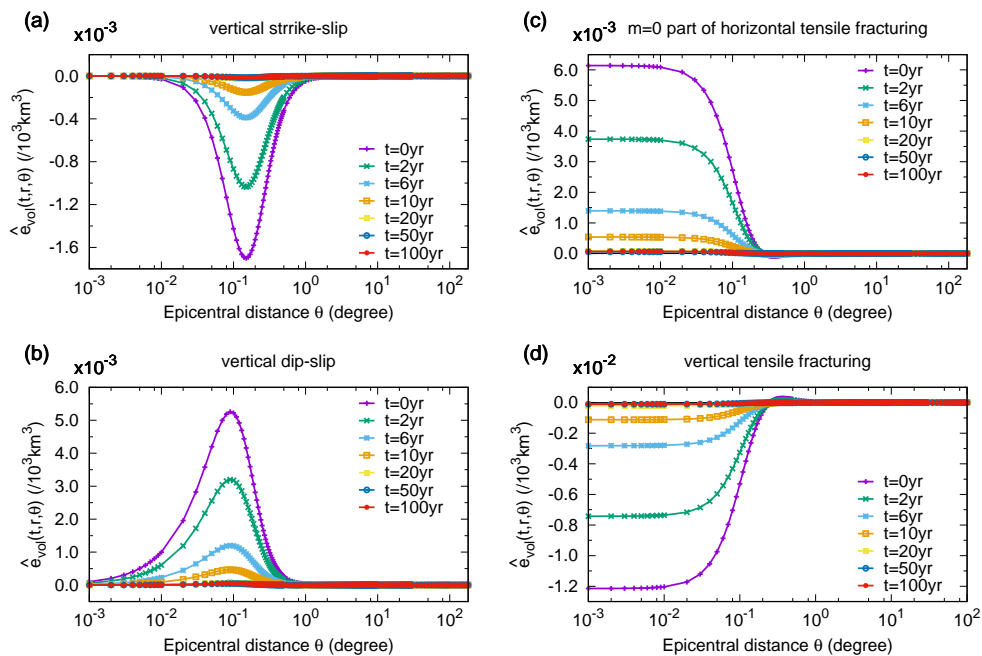 (a)
vertical strrike-slip
x10⁻³
ê_vol(t,r,θ) (/10³km³)
0.0
-0.4
-0.8
-1.2
-1.6
t=0yr
t=2yr
t=6yr
t=10yr
t=20yr
t=50yr
t=100yr
10⁻³ 10⁻² 10⁻¹ 10⁰ 10¹ 10²
Epicentral distance θ (degree)
(c)
m=0 part of horizontal tensile fracturing
x10⁻³
ê_vol(t,r,θ) (/10³km³)
6.0
5.0
4.0
3.0
2.0
1.0
0.0
t=0yr
t=2yr
t=6yr
t=10yr
t=20yr
t=50yr
t=100yr
10⁻³ 10⁻² 10⁻¹ 10⁰ 10¹ 10²
Epicentral distance θ (degree)
(b)
vertical dip-slip
x10⁻³
ê_vol(t,r,θ) (/10³km³)
6.0
5.0
4.0
3.0
2.0
1.0
0.0
t=0yr
t=2yr
t=6yr
t=10yr
t=20yr
t=50yr
t=100yr
10⁻³ 10⁻² 10⁻¹ 10⁰ 10¹ 10²
Epicentral distance θ (degree)
(d)
vertical tensile fracturing
x10⁻²
ê_vol(t,r,θ) (/10³km³)
0.0
-0.2
-0.4
-0.6
-0.8
-1.0
-1.2
t=0yr
t=2yr
t=6yr
t=10yr
t=20yr
t=50yr
t=100yr
10⁻³ 10⁻² 10⁻¹ 10⁰ 10¹ 10²
Epicentral distance θ (degree)